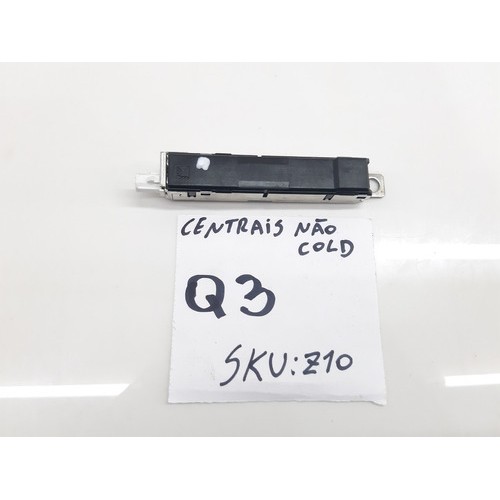 CENTRAIS NÃO
COLD
Q3
SKU: Z10